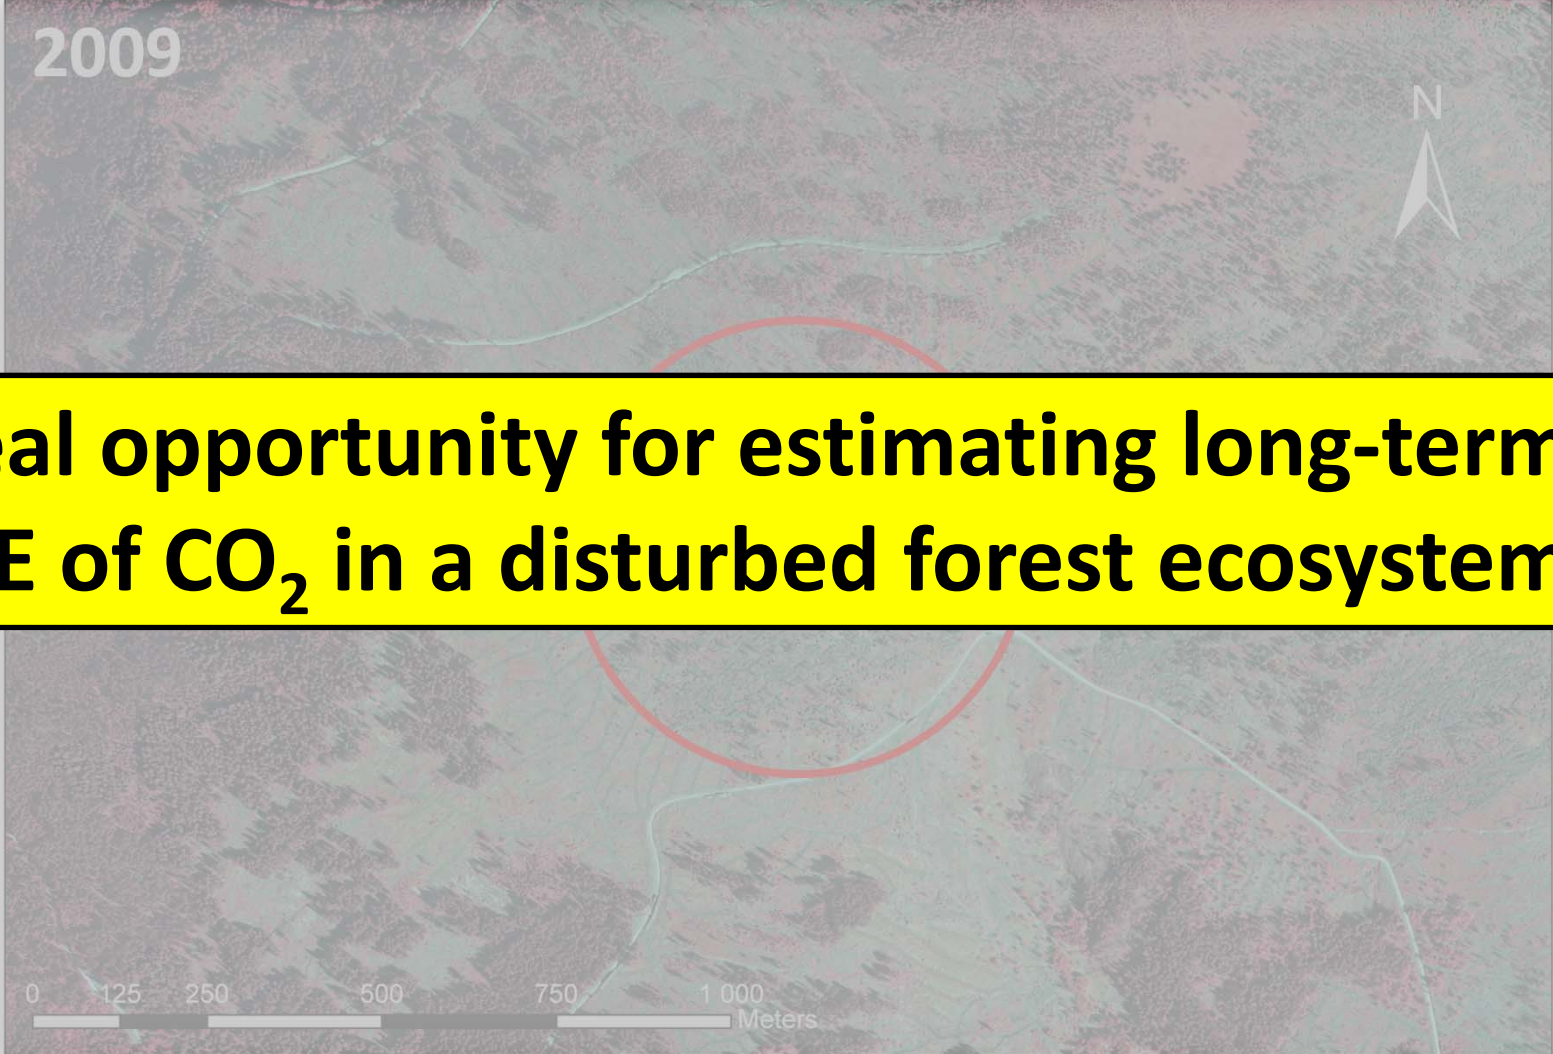 2009
N
eal opportunity for estimating long-term
E of CO₂ in a disturbed forest ecosystem
0 125 250 500 750 1 000
Meters